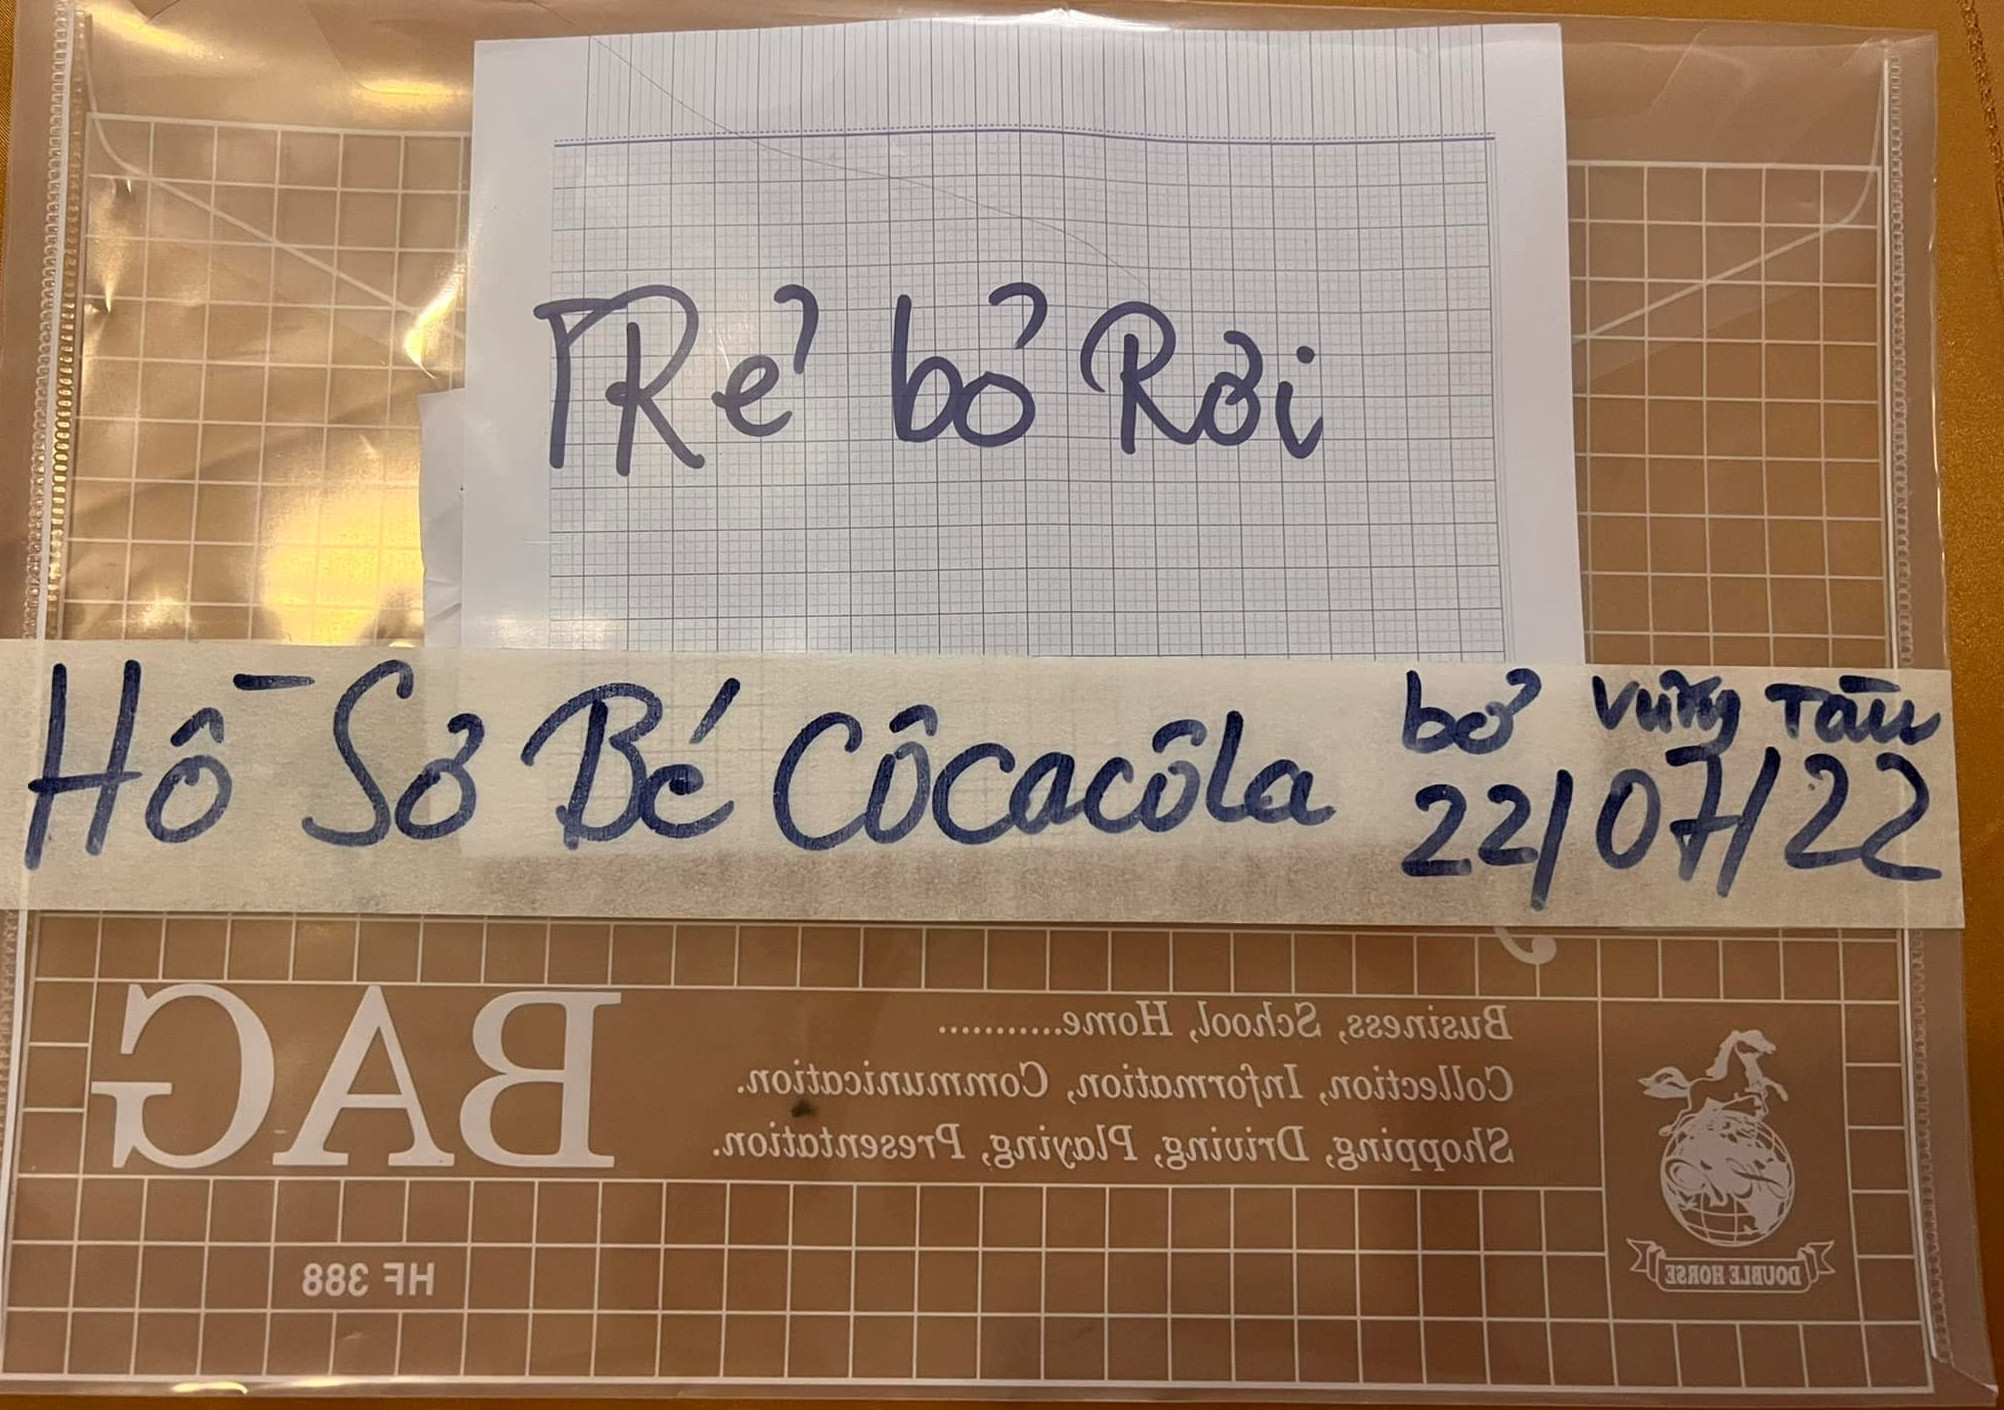 TRẻ bỏ Rơi
Hồ Sơ Bé Côcacôla
bỏ Vũng Tàu
22/07/22
BAG
Business, School, Home............
Collection, Information, Communication.
Shopping, Driving, Playing, Presentation.
DOUBLE HORSE
HF 388